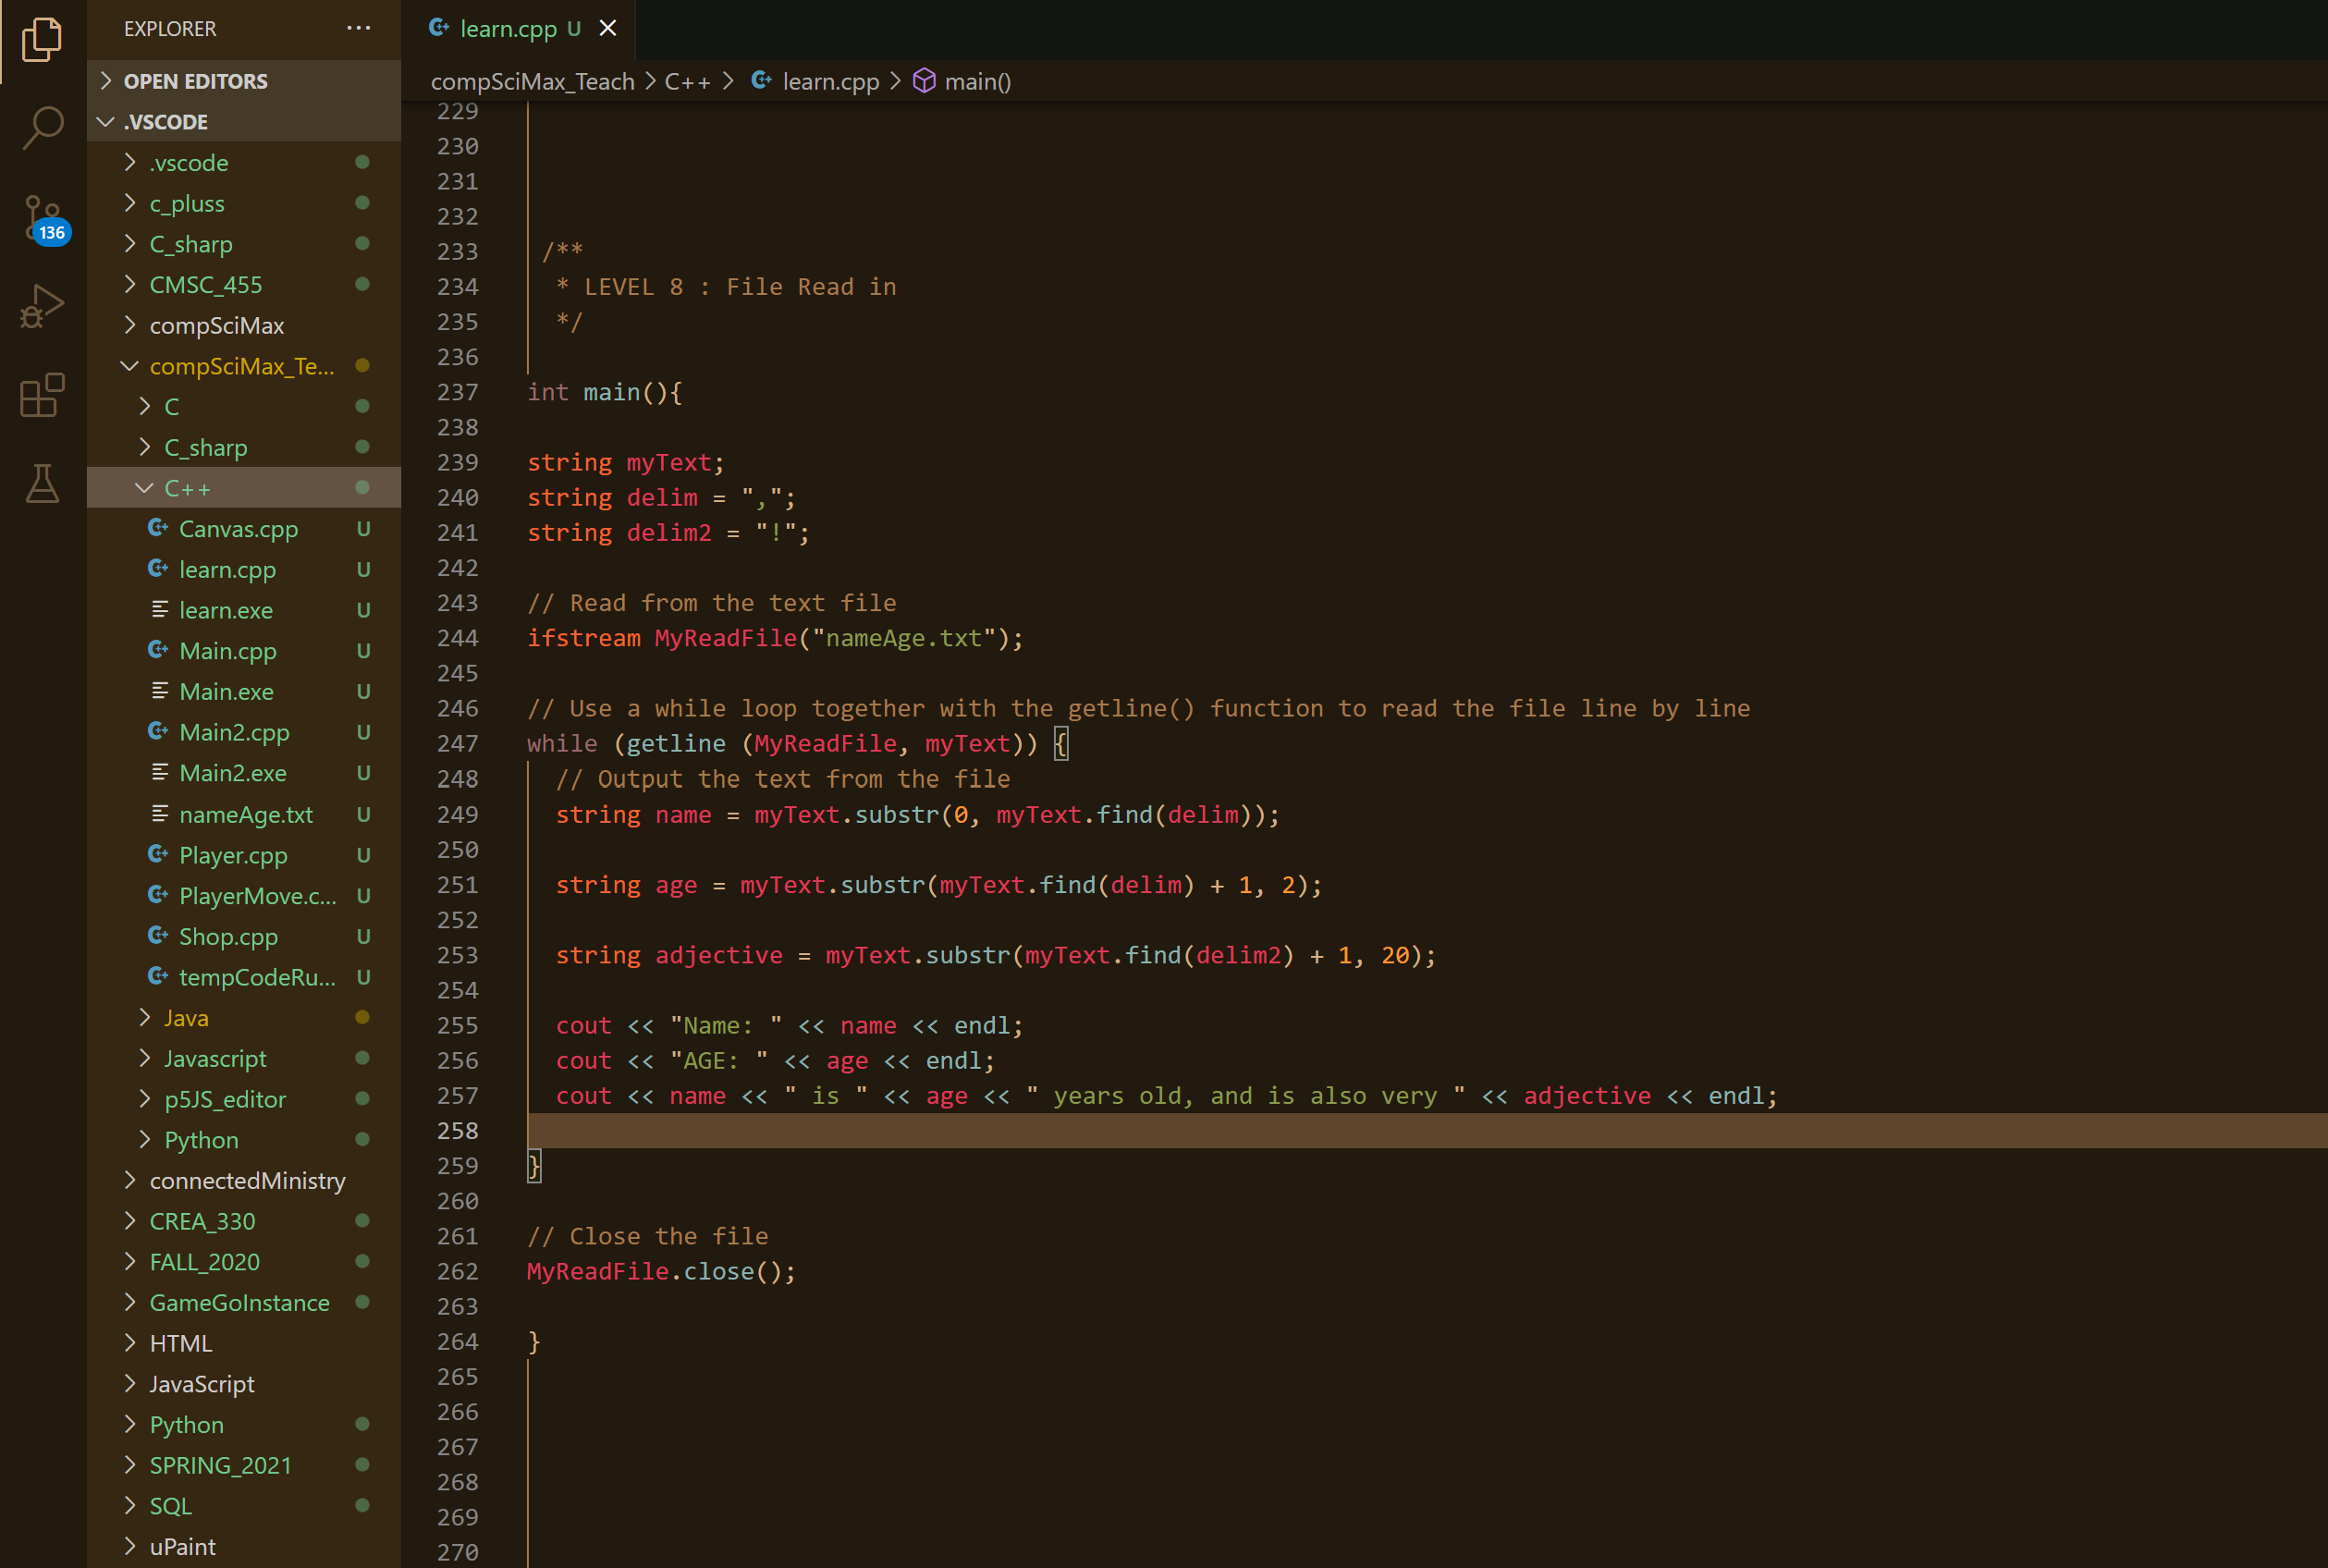 EXPLORER ...
OPEN EDITORS
.VSCODE
.vscode
c_pluss
C_sharp
CMSC_455
compSciMax
compSciMax_Te...
C
C_sharp
C++
Canvas.cpp U
learn.cpp U
learn.exe U
Main.cpp U
Main.exe U
Main2.cpp U
Main2.exe U
nameAge.txt U
Player.cpp U
PlayerMove.c... U
Shop.cpp U
tempCodeRu... U
Java
Javascript
p5JS_editor
Python
connectedMinistry
CREA_330
FALL_2020
GameGoInstance
HTML
JavaScript
Python
SPRING_2021
SQL
uPaint
136
learn.cpp U
compSciMax_Teach > C++ > learn.cpp > main()
229
230
231
232
233 /**
234 * LEVEL 8 : File Read in
235 */
236
237 int main(){
238
239 string myText;
240 string delim = ",";
241 string delim2 = "!";
242
243 // Read from the text file
244 ifstream MyReadFile("nameAge.txt");
245
246 // Use a while loop together with the getline() function to read the file line by line
247 while (getline (MyReadFile, myText)) {
248 // Output the text from the file
249 string name = myText.substr(0, myText.find(delim));
250
251 string age = myText.substr(myText.find(delim) + 1, 2);
252
253 string adjective = myText.substr(myText.find(delim2) + 1, 20);
254
255 cout << "Name: " << name << endl;
256 cout << "AGE: " << age << endl;
257 cout << name << " is " << age << " years old, and is also very " << adjective << endl;
258
259 }
260
261 // Close the file
262 MyReadFile.close();
263
264 }
265
266
267
268
269
270